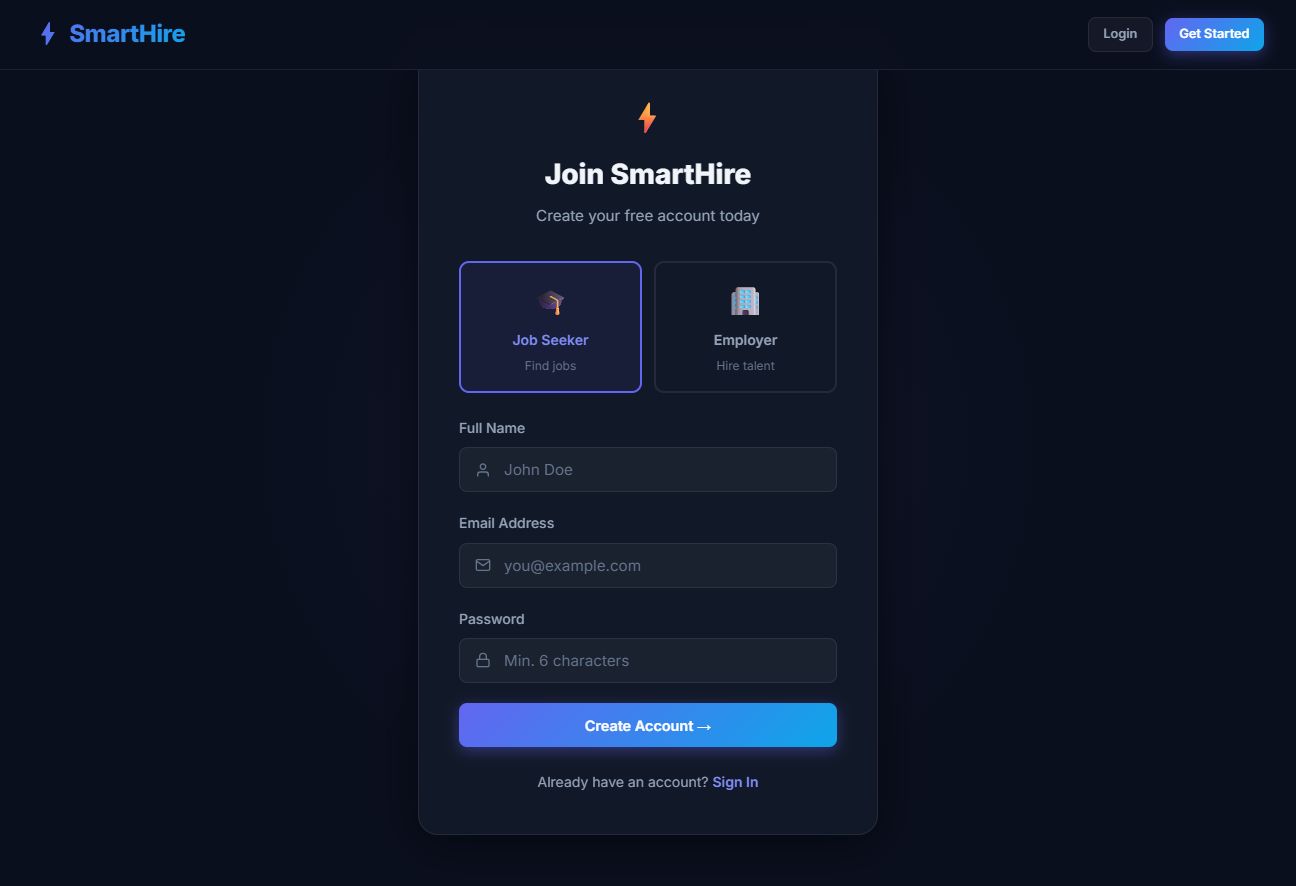 SmartHire
Login
Get Started
Join SmartHire
Create your free account today
Job Seeker
Find jobs
Employer
Hire talent
Full Name
John Doe
Email Address
you@example.com
Password
Min. 6 characters
Create Account →
Already have an account? Sign In